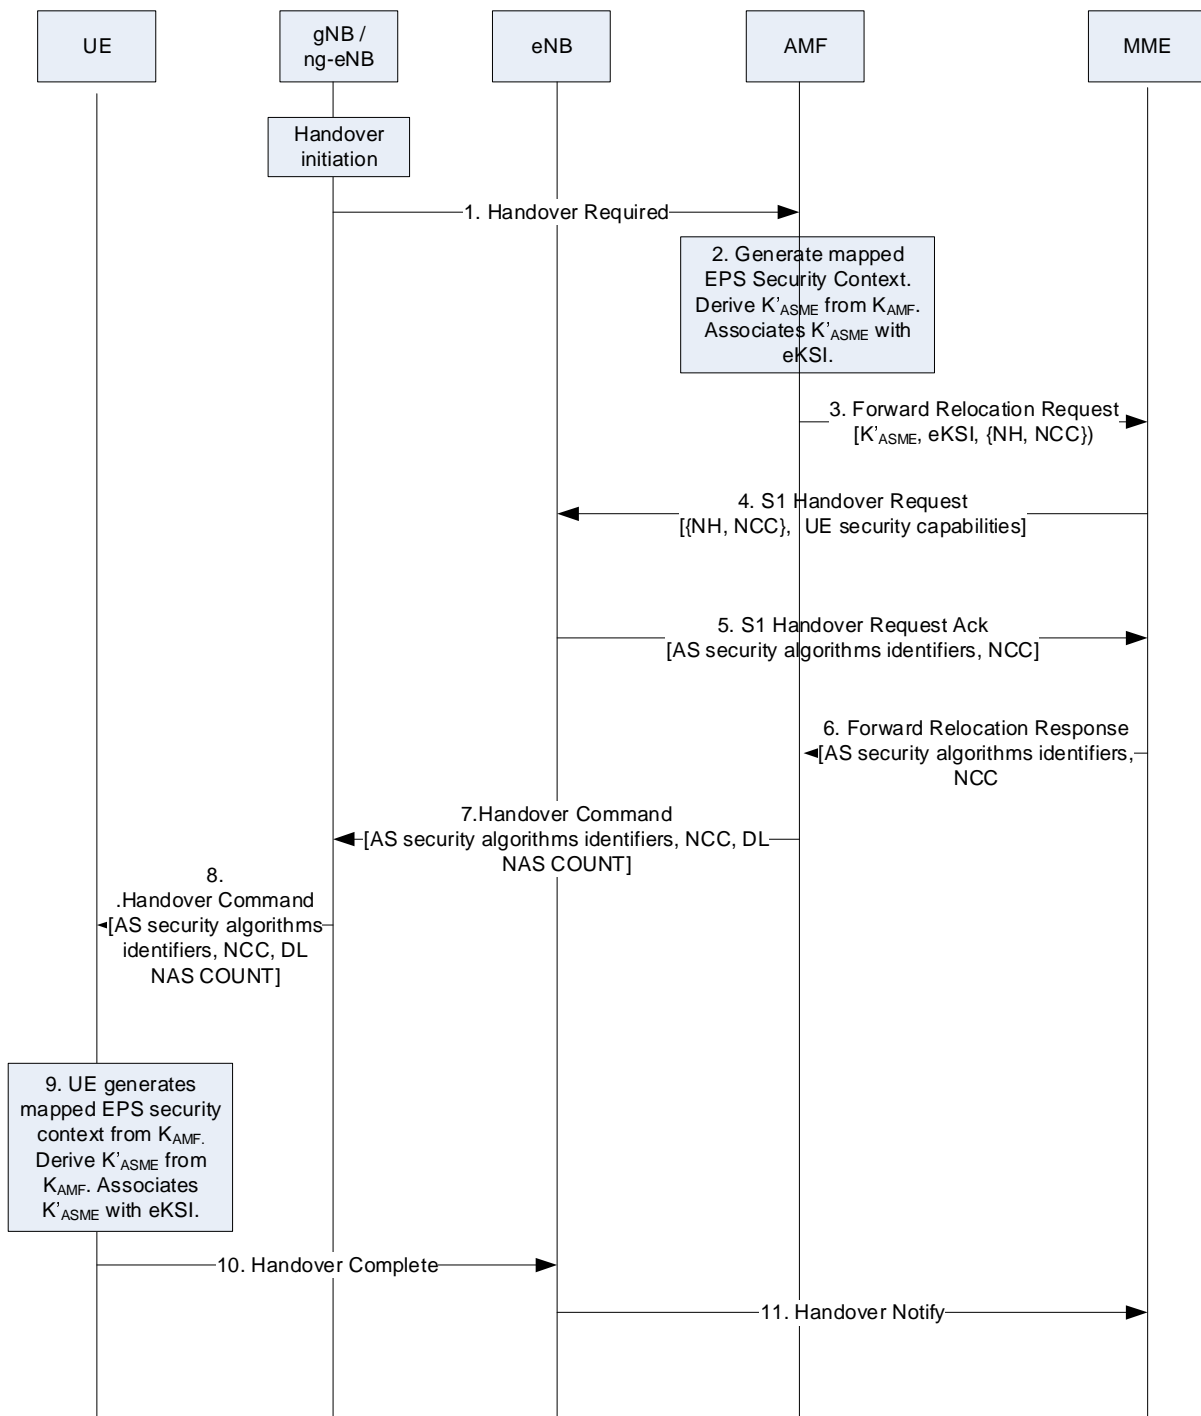 UE
gNB /
ng-eNB
eNB
AMF
MME
Handover
initiation
1. Handover Required
2. Generate mapped
EPS Security Context.
Derive K’ASME from KAMF.
Associates K’ASME with
eKSI.
3. Forward Relocation Request
[K’ASME, eKSI, {NH, NCC})
4. S1 Handover Request
[{NH, NCC}, UE security capabilities]
5. S1 Handover Request Ack
[AS security algorithms identifiers, NCC]
6. Forward Relocation Response
[AS security algorithms identifiers,
NCC
7.Handover Command
[AS security algorithms identifiers, NCC, DL
NAS COUNT]
8.
.Handover Command
[AS security algorithms
identifiers, NCC, DL
NAS COUNT]
9. UE generates
mapped EPS security
context from KAMF.
Derive K’ASME from
KAMF. Associates
K’ASME with eKSI.
10. Handover Complete
11. Handover Notify